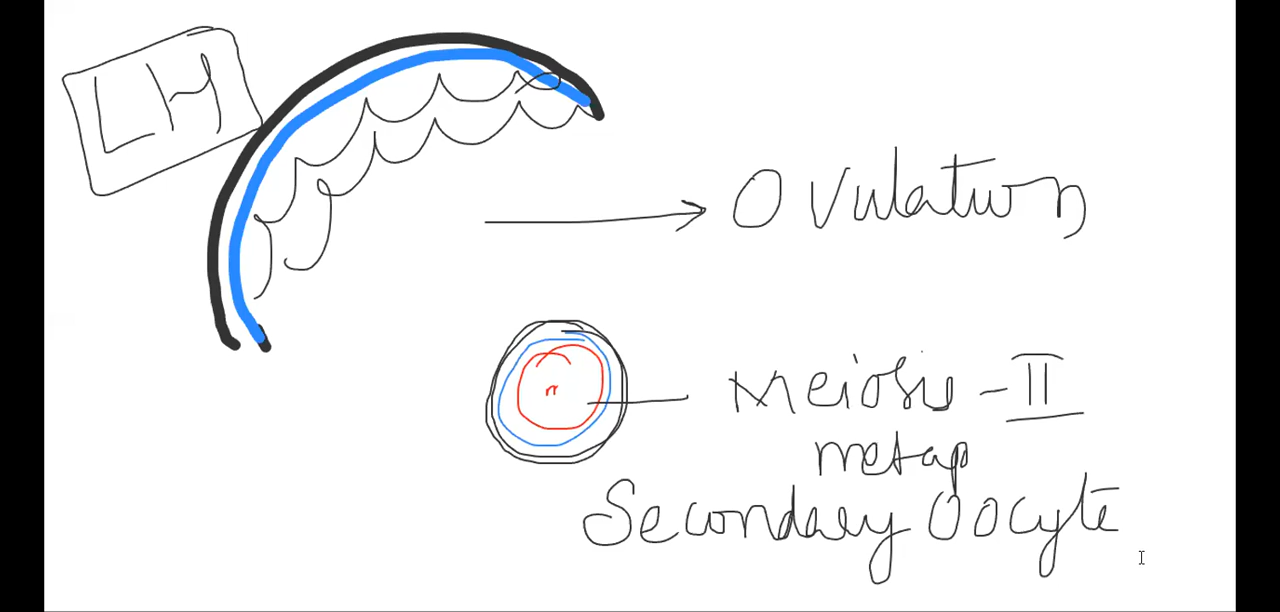 LH
Ovulation
n
Meiosis - II
metap
Secondary Oocyte